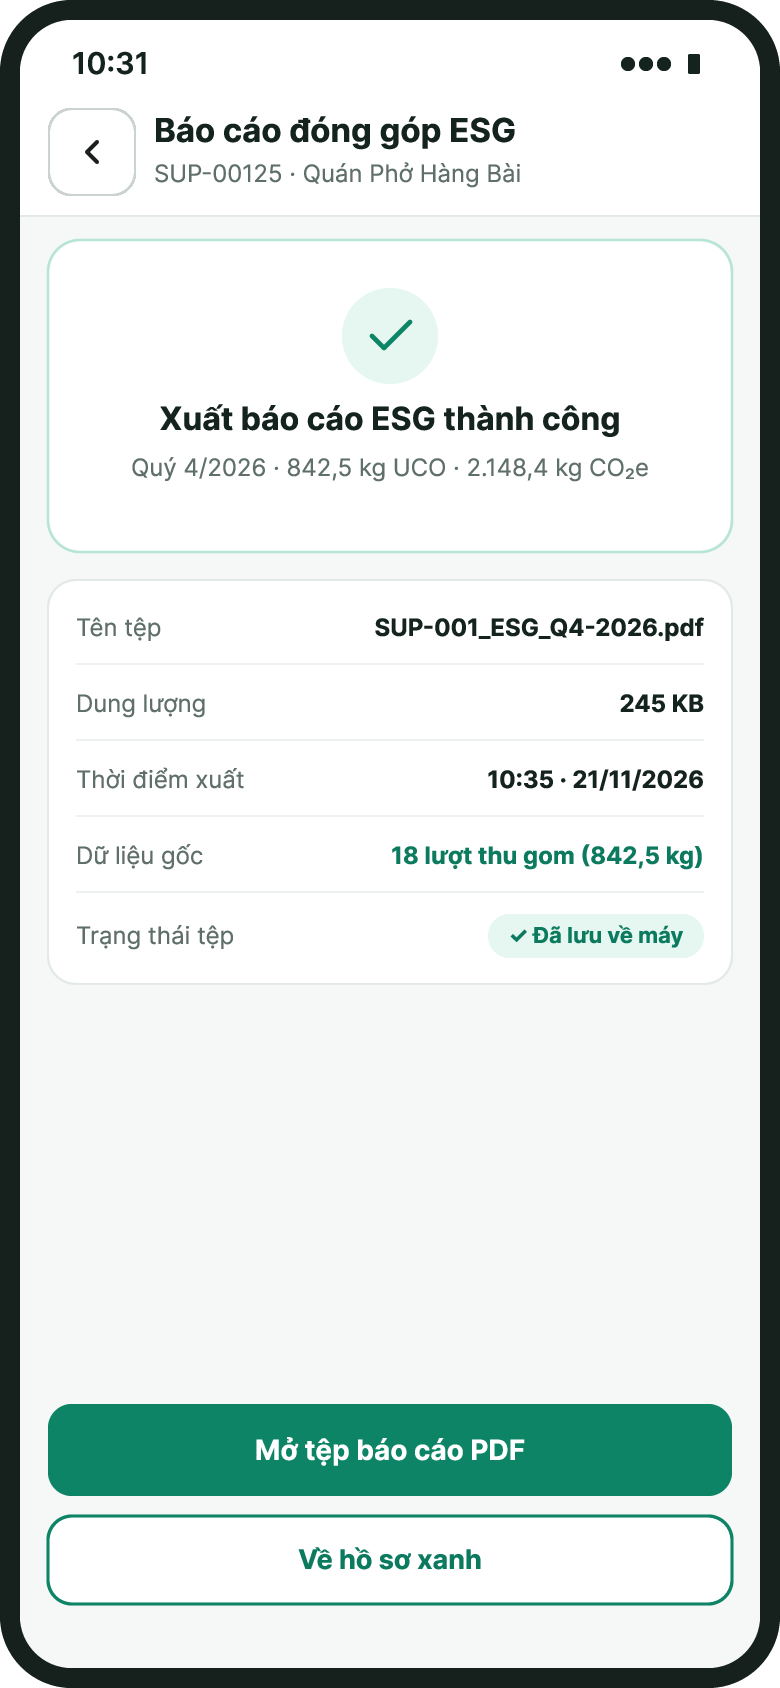 10:31
Báo cáo đóng góp ESG
SUP-00125 · Quán Phở Hàng Bài
Xuất báo cáo ESG thành công
Quý 4/2026 · 842,5 kg UCO · 2.148,4 kg CO₂e
Tên tệp SUP-001_ESG_Q4-2026.pdf
Dung lượng 245 KB
Thời điểm xuất 10:35 · 21/11/2026
Dữ liệu gốc 18 lượt thu gom (842,5 kg)
Trạng thái tệp ✓ Đã lưu về máy
Mở tệp báo cáo PDF
Về hồ sơ xanh